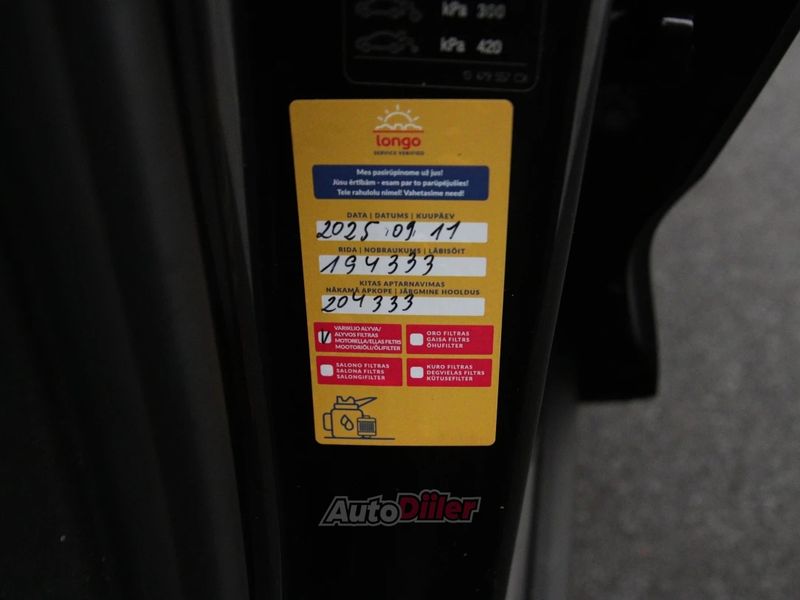 kPa 300
kPa 420
longo
SERVICE VERIFIED
Mes pasirūpinome už jus!
Jūsu ērtībām - esam par to parūpējušies!
Teie rahulolu nimel! Vahetasime need!
DATA | DATUMS | KUUPÄEV
2025.09.11
RIDA | NOBRAUKUMS | LÄBISÕIT
194333
KITAS APTARNAVIMAS
NĀKAMĀ APKOPE | JÄRGMINE HOOLDUS
204333
VARIKLIO ALYVA/
ALYVOS FILTRAS
MOTOREĻĻA/EĻĻAS FILTRS
MOOTORIÕLI/ÕLIFILTER
ORO FILTRAS
GAISA FILTRS
ÕHUFILTER
SALONO FILTRAS
SALONA FILTRS
SALONGIFILTER
KURO FILTRAS
DEGVIELAS FILTRS
KÜTUSEFILTER
AutoDiiler